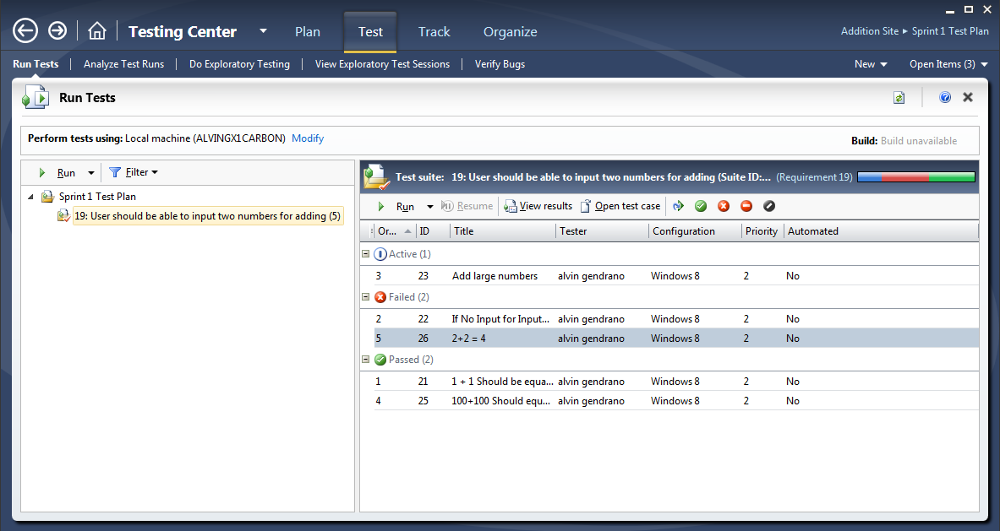 Testing Center Plan Test Track Organize Addition Site ▸ Sprint 1 Test Plan
Run Tests | Analyze Test Runs | Do Exploratory Testing | View Exploratory Test Sessions | Verify Bugs New Open Items (3)
Run Tests
Perform tests using: Local machine (ALVINGX1CARBON) Modify
Build: Build unavailable
Run Filter
Sprint 1 Test Plan
19: User should be able to input two numbers for adding (5)
Test suite: 19: User should be able to input two numbers for adding (Suite ID:... (Requirement 19)
Run Resume View results Open test case
Or... ID Title Tester Configuration Priority Automated
Active (1)
3 23 Add large numbers alvin gendrano Windows 8 2 No
Failed (2)
2 22 If No Input for Input... alvin gendrano Windows 8 2 No
5 26 2+2 = 4 alvin gendrano Windows 8 2 No
Passed (2)
1 21 1 + 1 Should be equa... alvin gendrano Windows 8 2 No
4 25 100+100 Should equ... alvin gendrano Windows 8 2 No